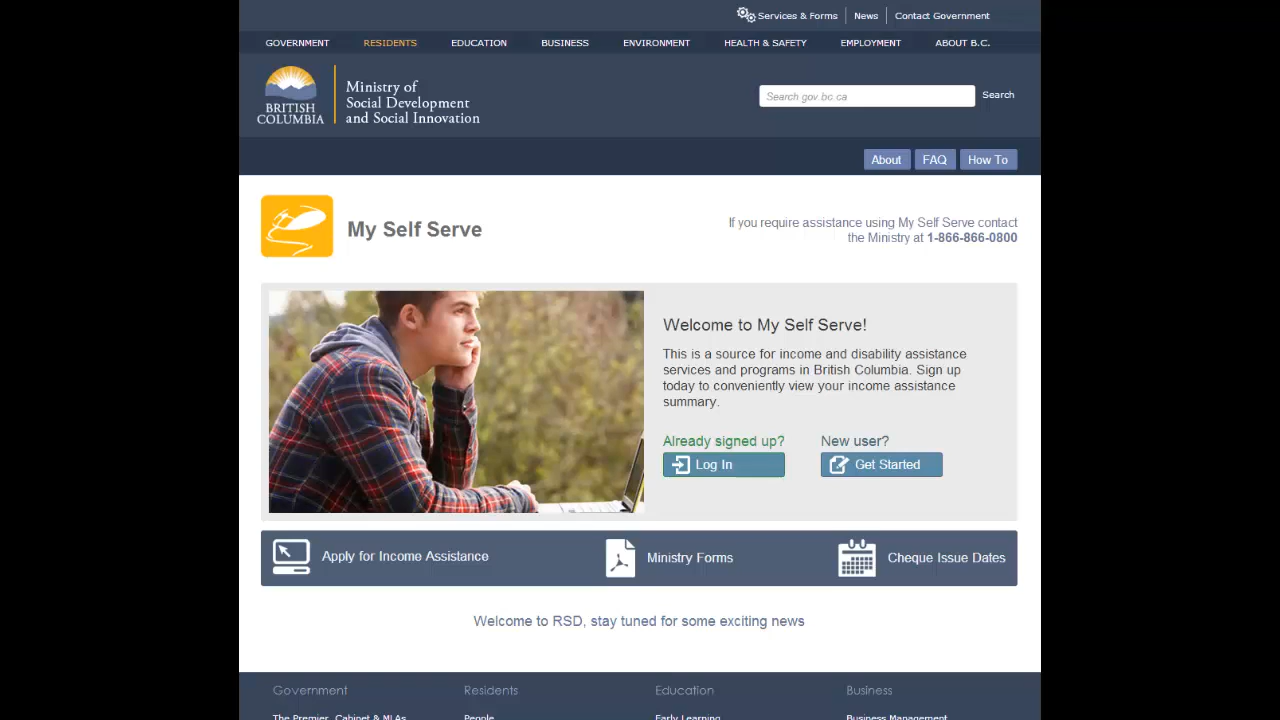 Services & Forms
News
Contact Government
GOVERNMENT
RESIDENTS
EDUCATION
BUSINESS
ENVIRONMENT
HEALTH & SAFETY
EMPLOYMENT
ABOUT B.C.
BRITISH
COLUMBIA
Ministry of
Social Development
and Social Innovation
Search gov.bc.ca
Search
About
FAQ
How To
My Self Serve
If you require assistance using My Self Serve contact
the Ministry at 1-866-866-0800
Welcome to My Self Serve!
This is a source for income and disability assistance
services and programs in British Columbia. Sign up
today to conveniently view your income assistance
summary.
Already signed up?
Log In
New user?
Get Started
Apply for Income Assistance
Ministry Forms
Cheque Issue Dates
Welcome to RSD, stay tuned for some exciting news
Government
Residents
Education
Business
The Premier, Cabinet & MLAs
People
Early Learning
Business Management